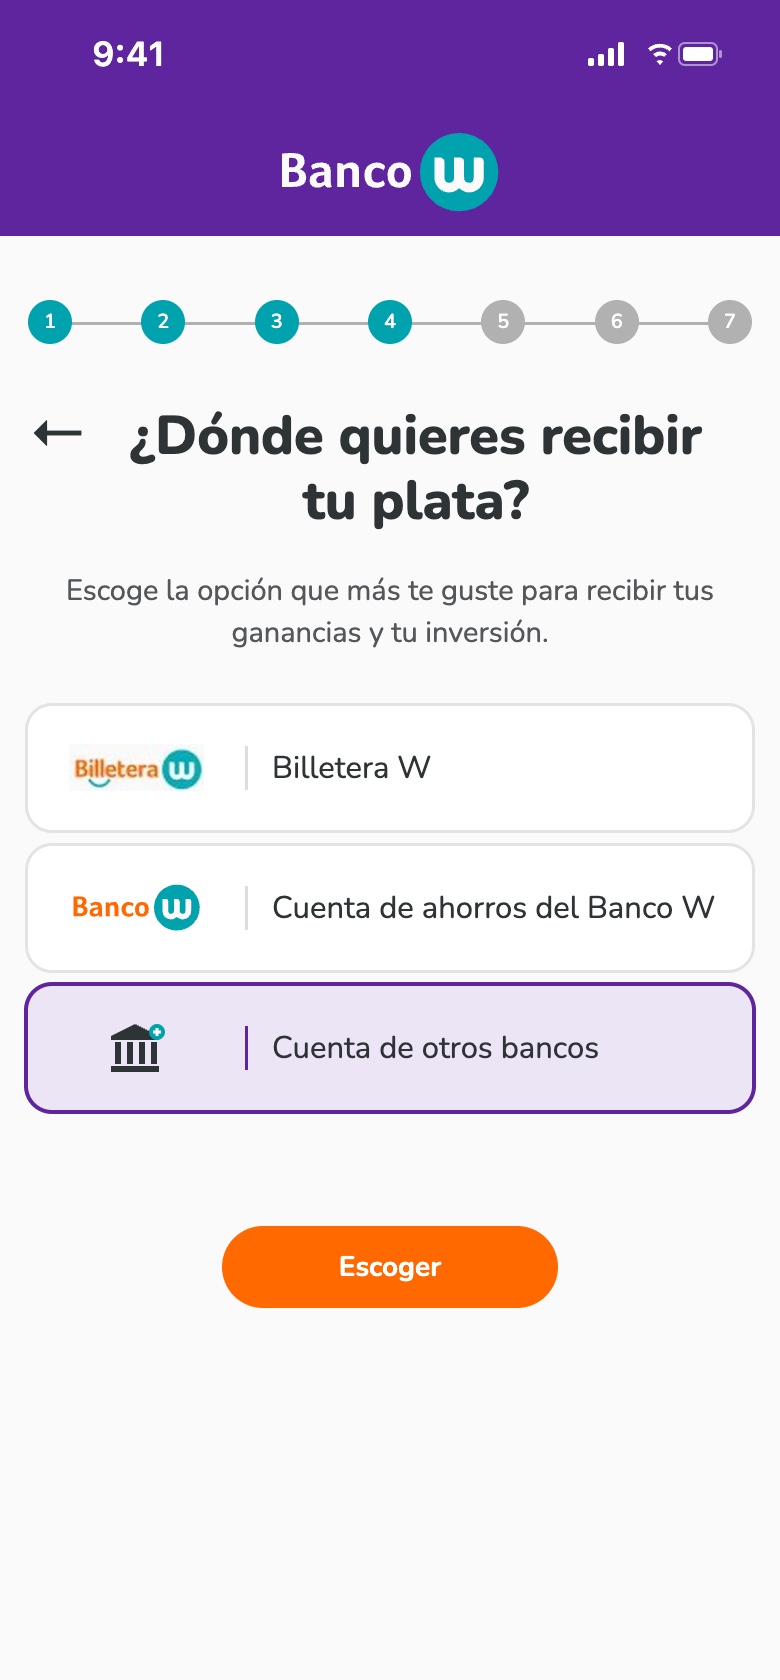 9:41
Banco W
1 2 3 4 5 6 7
¿Dónde quieres recibir
tu plata?
Escoge la opción que más te guste para recibir tus
ganancias y tu inversión.
Billetera W Billetera W
Banco W Cuenta de ahorros del Banco W
Cuenta de otros bancos
Escoger